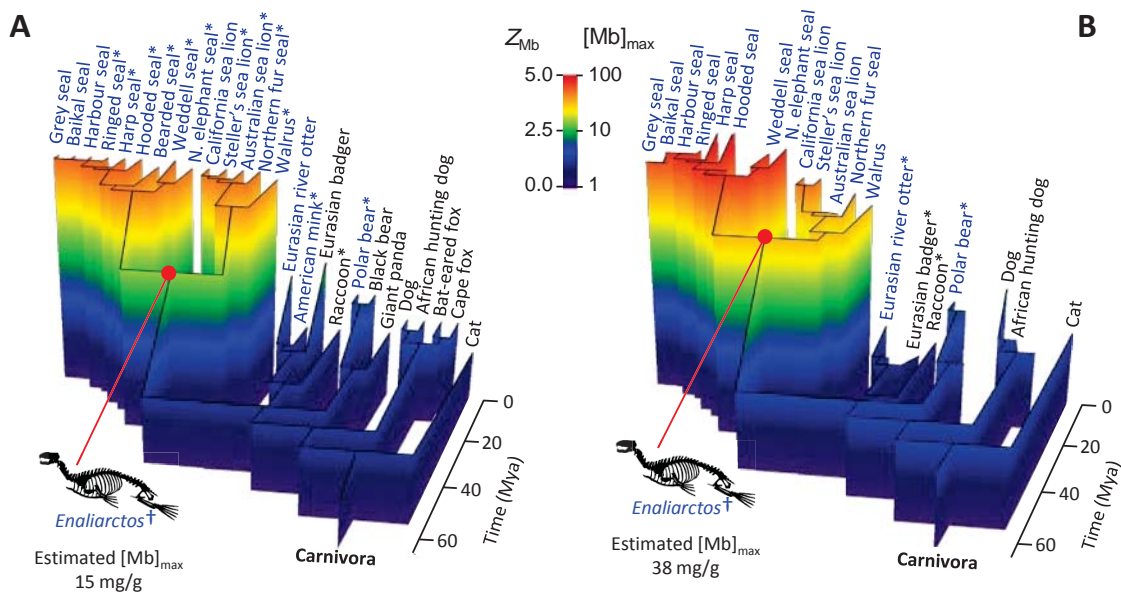 A
Grey seal
Baikal seal
Harbour seal
Ringed seal*
Harp seal*
Hooded seal*
Bearded seal*
Weddell seal*
N. elephant seal*
California sea lion
Steller's sea lion*
Australian sea lion*
Northern fur seal*
Walrus*
Eurasian river otter
American mink*
Eurasian badger
Raccoon*
Polar bear*
Black bear
Giant panda
Dog
African hunting dog
Bat-eared fox
Cape fox
Cat
0
20
40
60
Time (Mya)
Enaliarctos†
Estimated [Mb]max
15 mg/g
Carnivora
ZMb [Mb]max
5.0 100
2.5 10
0.0 1
B
Grey seal
Baikal seal
Harbour seal
Ringed seal
Harp seal
Hooded seal
Weddell seal
N. elephant seal
California sea lion
Steller's sea lion
Australian sea lion
Northern fur seal
Walrus
Eurasian river otter*
Eurasian badger*
Raccoon*
Polar bear*
Dog
African hunting dog
Cat
0
20
40
60
Time (Mya)
Enaliarctos†
Estimated [Mb]max
38 mg/g
Carnivora